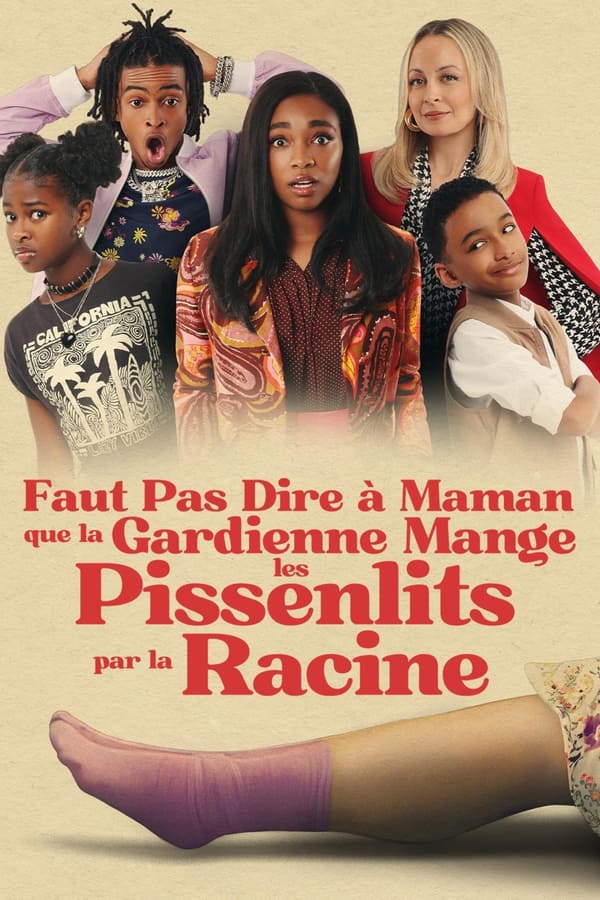 CALIFORNIA
Faut Pas Dire à Maman
que la Gardienne Mange
les
Pissenlits
par la Racine